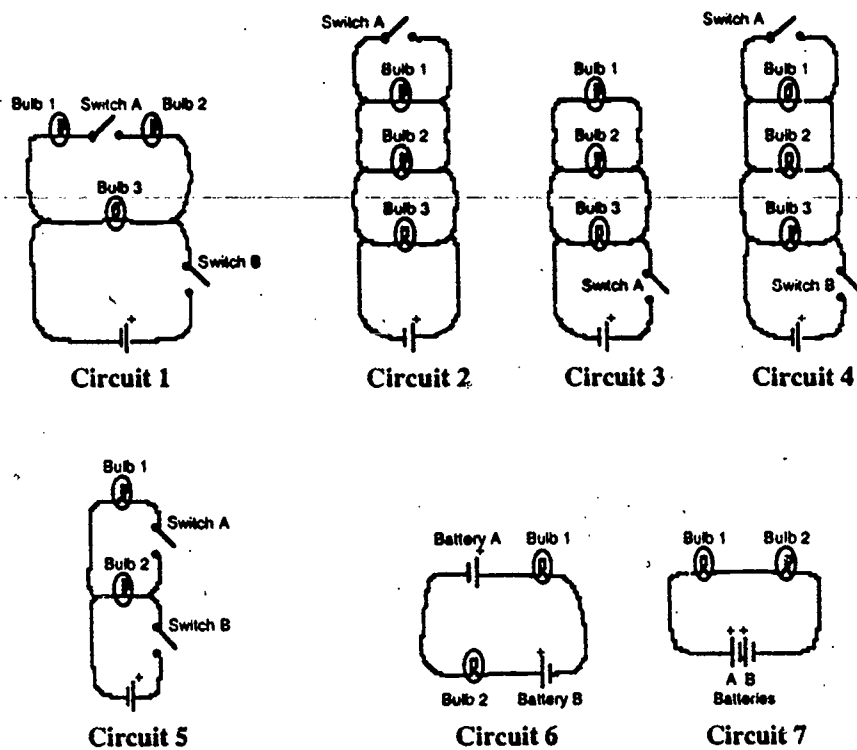 Switch A
Switch A
Bulb 1
Bulb 1
Bulb 1
Bulb 1 Switch A Bulb 2
Bulb 2
Bulb 2
Bulb 2
Bulb 3
Bulb 3
Bulb 3
Bulb 3
Switch B
Switch A
Switch B
+
+
+
+
Circuit 1
Circuit 2
Circuit 3
Circuit 4
Bulb 1
Switch A
Bulb 2
Switch B
+
Circuit 5
Battery A
+
Bulb 1
Bulb 2
+
Battery B
Circuit 6
Bulb 1
Bulb 2
+ +
A B
Batteries
Circuit 7